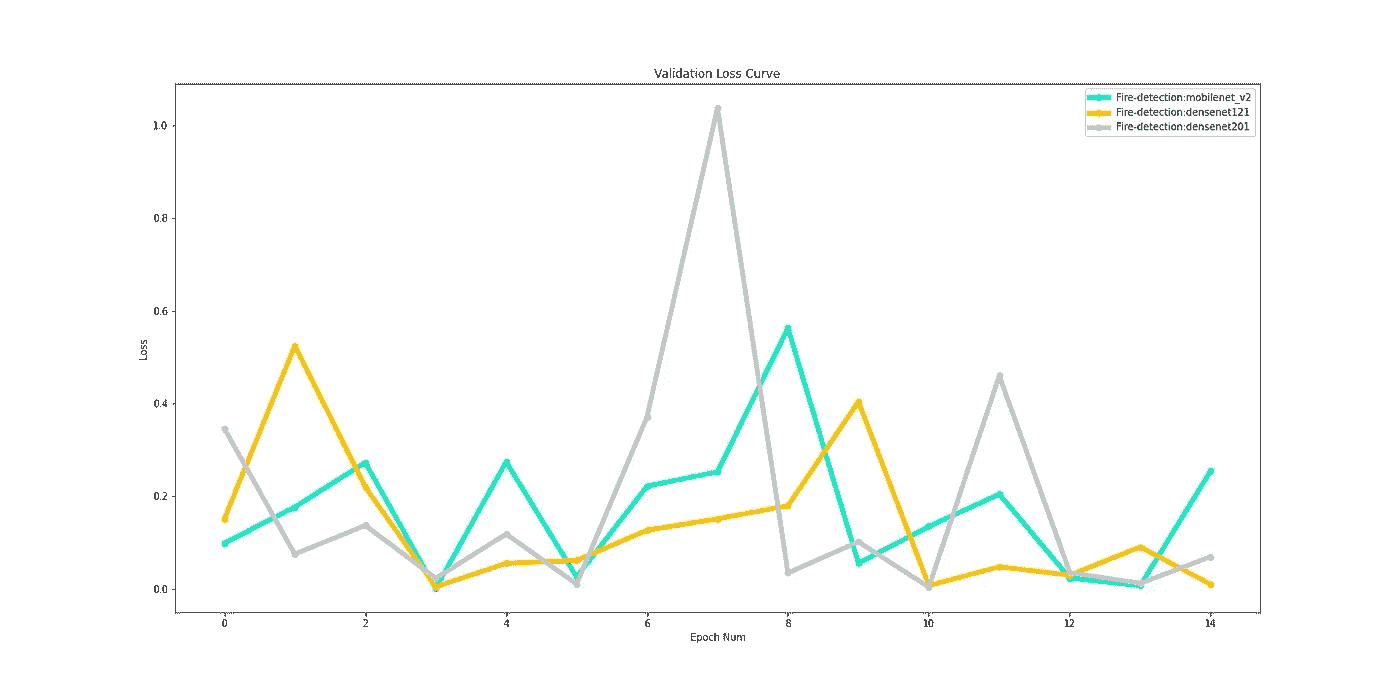 Validation Loss Curve
Fire-detection:mobilenet_v2
Fire-detection:densenet121
Fire-detection:densenet201
1.0
0.8
0.6
0.4
0.2
0.0
Loss
0 2 4 6 8 10 12 14
Epoch Num